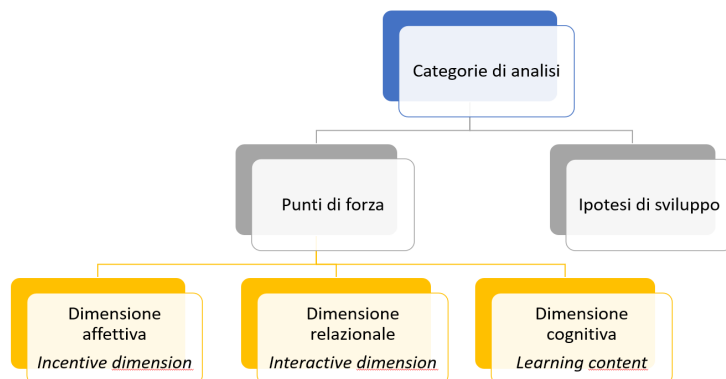 Categorie di analisi
Punti di forza
Ipotesi di sviluppo
Dimensione
affettiva
Incentive dimension
Dimensione
relazionale
Interactive dimension
Dimensione
cognitiva
Learning content